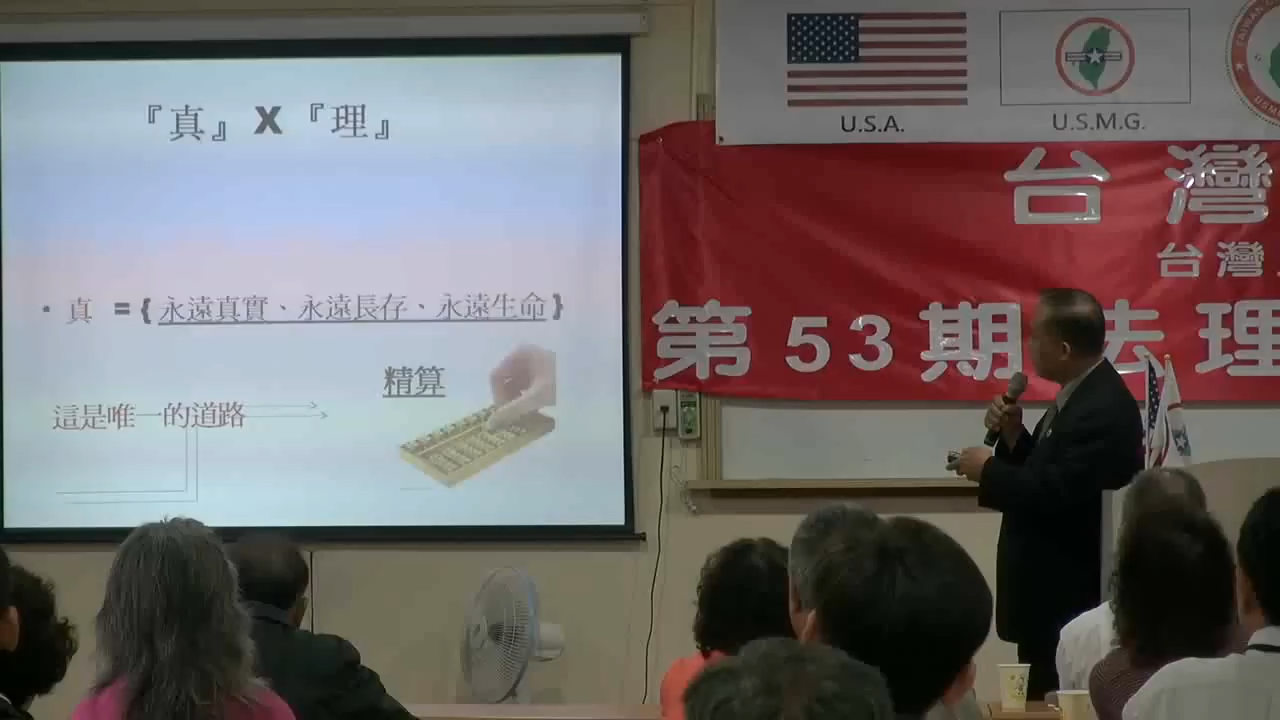 『真』X『理』
• 真 ={永遠真實、永遠長存、永遠生命}
精算
這是唯一的道路
U.S.A.
U.S.M.G.
台灣
台灣
第53期法理